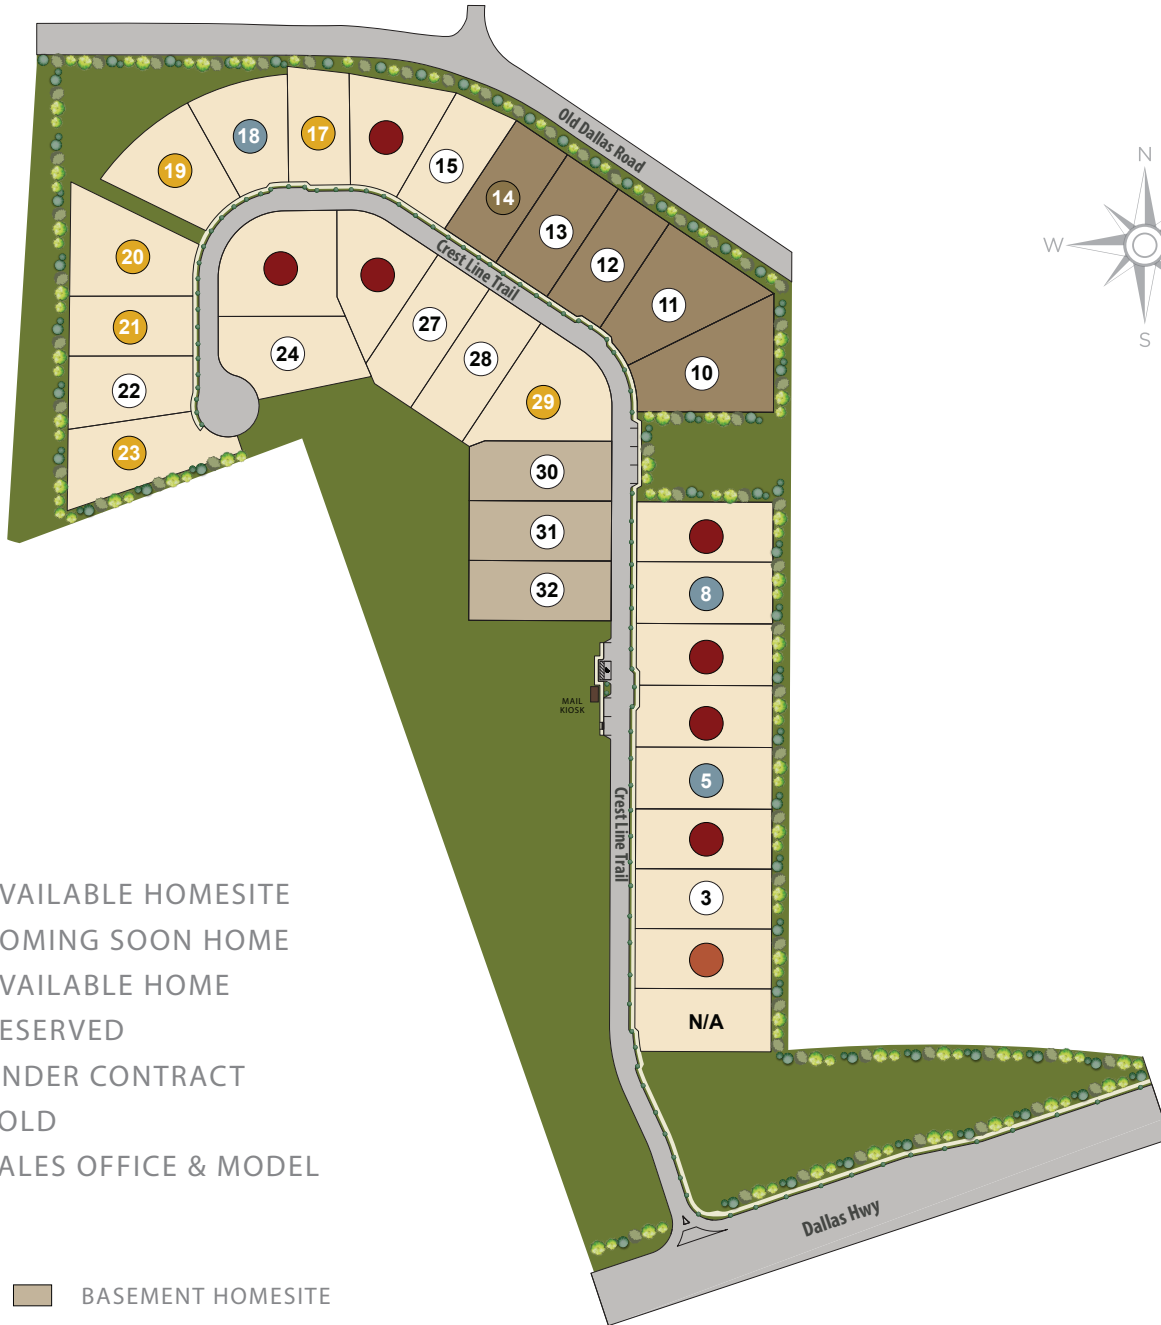 Old Dallas Road
N
W
S
18
17
19
15
14
13
12
11
10
20
21
22
23
24
Crest Line Trail
27
28
29
30
31
32
8
5
3
N/A
MAIL
KIOSK
Crest Line Trail
VAILABLE HOMESITE
OMING SOON HOME
VAILABLE HOME
ESERVED
NDER CONTRACT
OLD
ALES OFFICE & MODEL
Dallas Hwy
BASEMENT HOMESITE